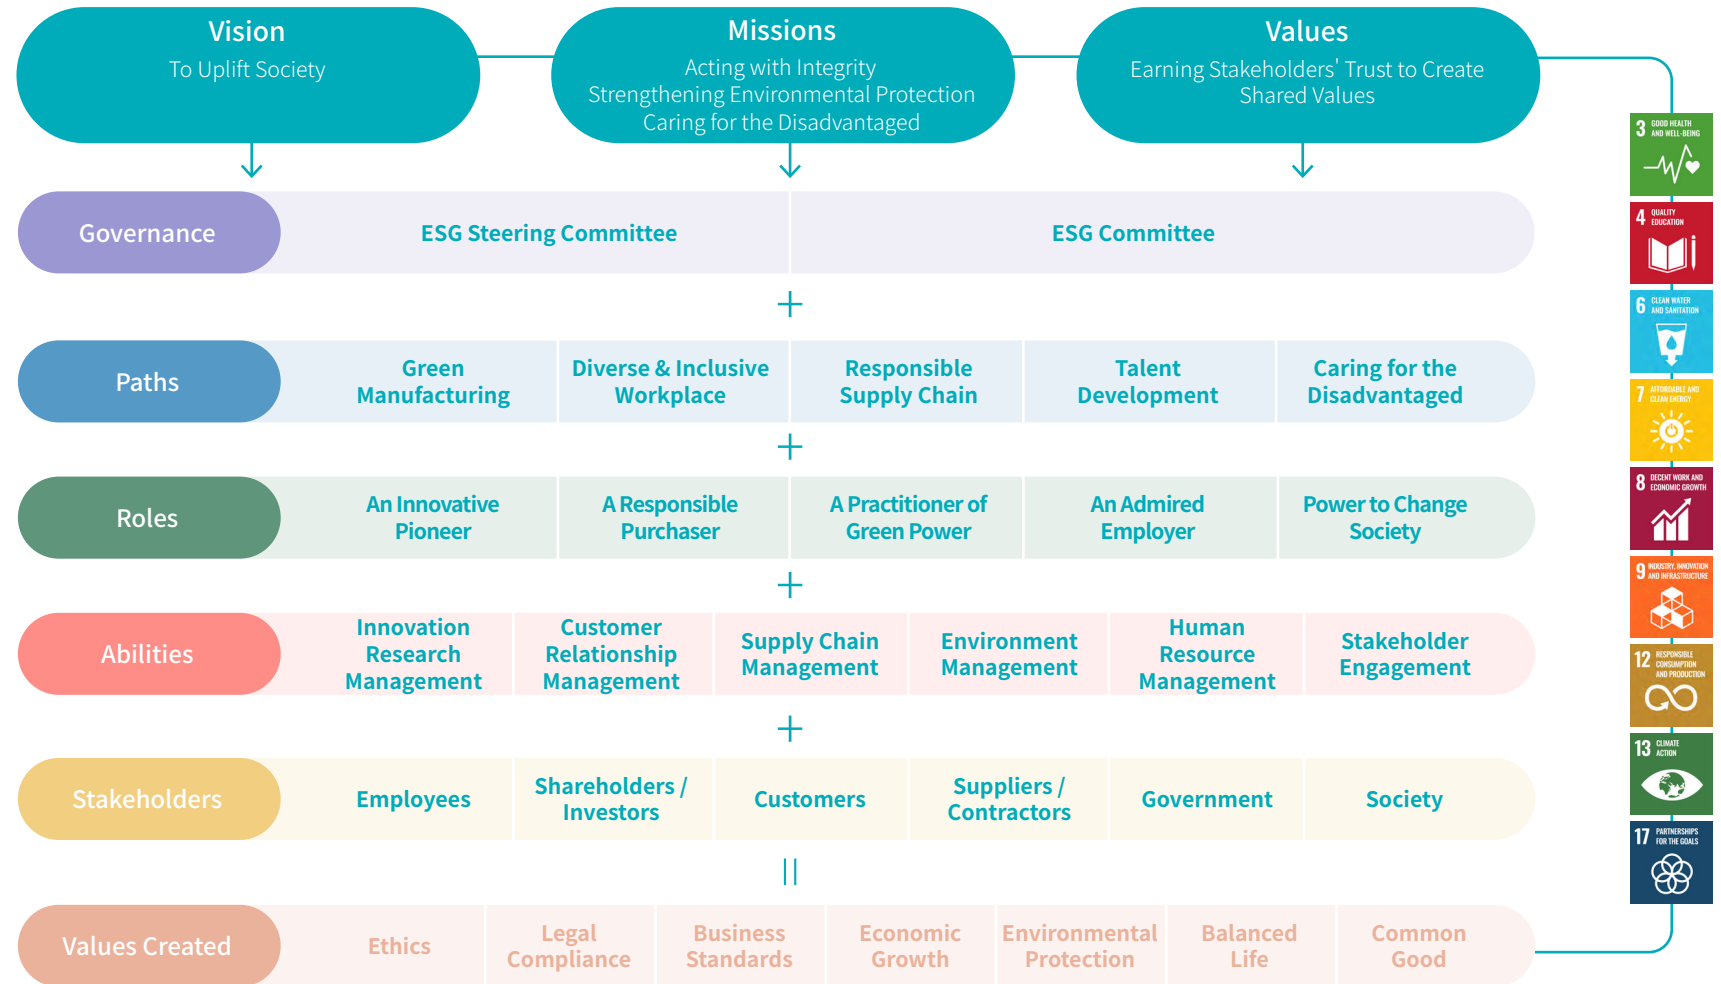 Vision
To Uplift Society
Missions
Acting with Integrity
Strengthening Environmental Protection
Caring for the Disadvantaged
Values
Earning Stakeholders' Trust to Create
Shared Values
Governance
ESG Steering Committee
ESG Committee
+
Paths
Green
Manufacturing
Diverse & Inclusive
Workplace
Responsible
Supply Chain
Talent
Development
Caring for the
Disadvantaged
+
Roles
An Innovative
Pioneer
A Responsible
Purchaser
A Practitioner of
Green Power
An Admired
Employer
Power to Change
Society
+
Abilities
Innovation
Research
Management
Customer
Relationship
Management
Supply Chain
Management
Environment
Management
Human
Resource
Management
Stakeholder
Engagement
+
Stakeholders
Employees
Shareholders /
Investors
Customers
Suppliers /
Contractors
Government
Society
Values Created
Ethics
Legal
Compliance
Business
Standards
Economic
Growth
Environmental
Protection
Balanced
Life
Common
Good
3 GOOD HEALTH
AND WELL-BEING
4 QUALITY
EDUCATION
6 CLEAN WATER
AND SANITATION
7 AFFORDABLE AND
CLEAN ENERGY
8 DECENT WORK AND
ECONOMIC GROWTH
9 INDUSTRY, INNOVATION
AND INFRASTRUCTURE
12 RESPONSIBLE
CONSUMPTION
AND PRODUCTION
13 CLIMATE
ACTION
17 PARTNERSHIPS
FOR THE GOALS